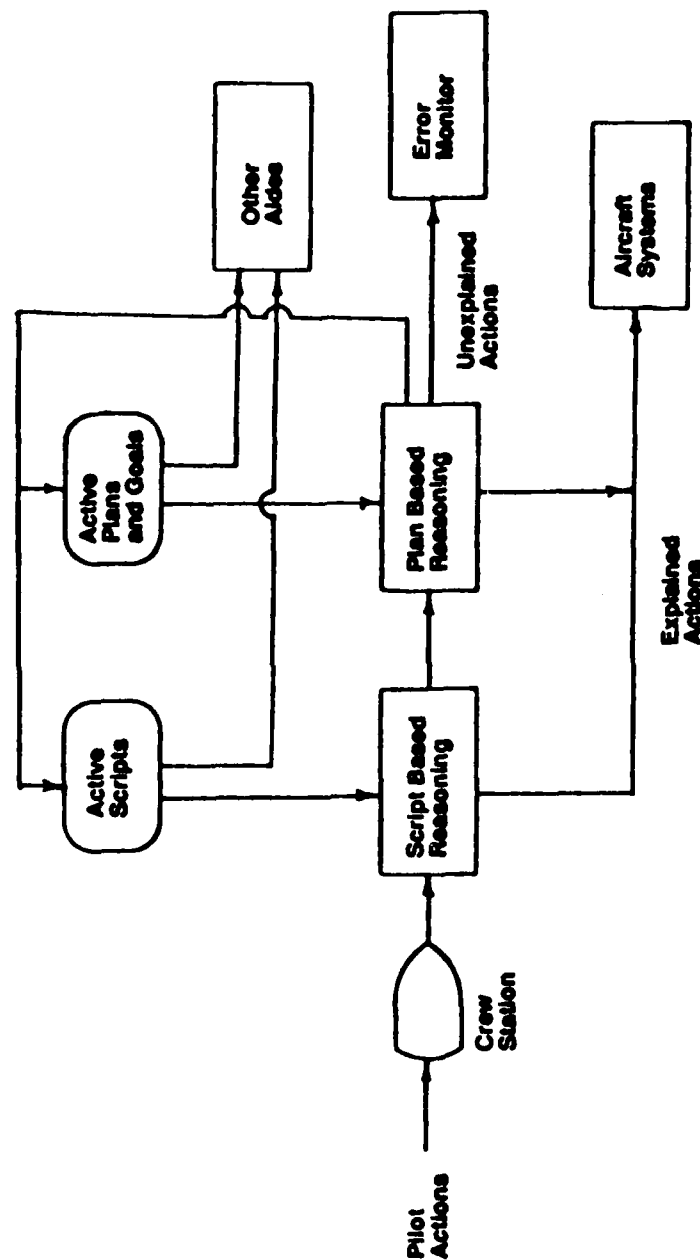 Active
Scripts
Active
Plans
and Goals
Other
Aides
Pilot
Actions
Crew
Station
Script Based
Reasoning
Plan Based
Reasoning
Unexplained
Actions
Error
Monitor
Explained
Actions
Aircraft
Systems